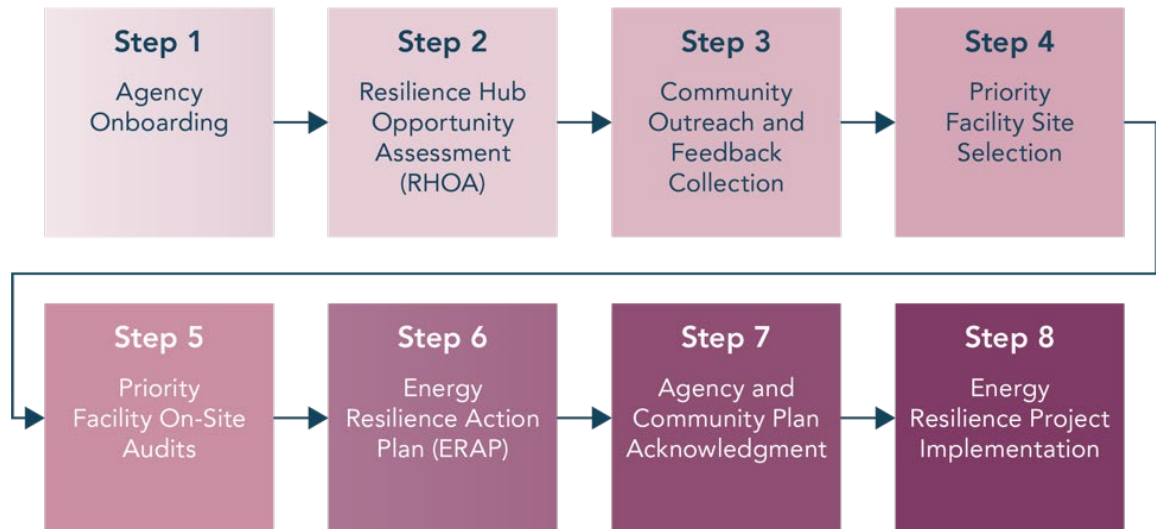 Step 1
Agency
Onboarding
Step 2
Resilience Hub
Opportunity
Assessment
(RHOA)
Step 3
Community
Outreach and
Feedback
Collection
Step 4
Priority
Facility Site
Selection
Step 5
Priority
Facility On-Site
Audits
Step 6
Energy
Resilience Action
Plan (ERAP)
Step 7
Agency and
Community Plan
Acknowledgment
Step 8
Energy
Resilience Project
Implementation